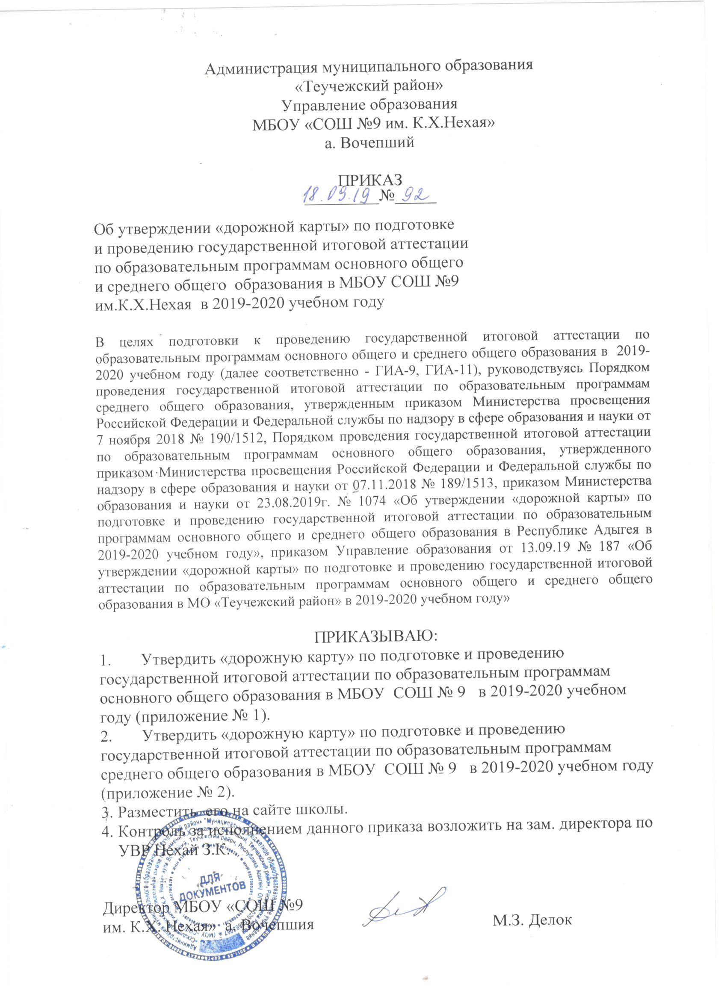 Администрация муниципального образования
«Теучежский район»
Управление образования
МБОУ «СОШ №9 им. К.Х.Нехая»
а. Вочепший
ПРИКАЗ
18.09.19 № 92
Об утверждении «дорожной карты» по подготовке
и проведению государственной итоговой аттестации
по образовательным программам основного общего
и среднего общего образования в МБОУ СОШ №9
им.К.Х.Нехая в 2019-2020 учебном году
В целях подготовки к проведению государственной итоговой аттестации по
образовательным программам основного общего и среднего общего образования в 2019-
2020 учебном году (далее соответственно - ГИА-9, ГИА-11), руководствуясь Порядком
проведения государственной итоговой аттестации по образовательным программам
среднего общего образования, утвержденным приказом Министерства просвещения
Российской Федерации и Федеральной службы по надзору в сфере образования и науки от
7 ноября 2018 № 190/1512, Порядком проведения государственной итоговой аттестации
по образовательным программам основного общего образования, утвержденного
приказом Министерства просвещения Российской Федерации и Федеральной службы по
надзору в сфере образования и науки от 07.11.2018 № 189/1513, приказом Министерства
образования и науки от 23.08.2019г. № 1074 «Об утверждении «дорожной карты» по
подготовке и проведению государственной итоговой аттестации по образовательным
программам основного общего и среднего общего образования в Республике Адыгея в
2019-2020 учебном году», приказом Управление образования от 13.09.19 № 187 «Об
утверждении «дорожной карты» по подготовке и проведению государственной итоговой
аттестации по образовательным программам основного общего и среднего общего
образования в МО «Теучежский район» в 2019-2020 учебном году»
ПРИКАЗЫВАЮ:
1. Утвердить «дорожную карту» по подготовке и проведению
государственной итоговой аттестации по образовательным программам
основного общего образования в МБОУ СОШ № 9 в 2019-2020 учебном
году (приложение № 1).
2. Утвердить «дорожную карту» по подготовке и проведению
государственной итоговой аттестации по образовательным программам
среднего общего образования в МБОУ СОШ № 9 в 2019-2020 учебном году
(приложение № 2).
3. Разместить его на сайте школы.
4. Контроль за исполнением данного приказа возложить на зам. директора по
УВР Нехай З.К.
ДЛЯ
ДОКУМЕНТОВ
Директор МБОУ «СОШ №9
им. К.Х. Нехая» а. Вочепшия
М.З. Делок